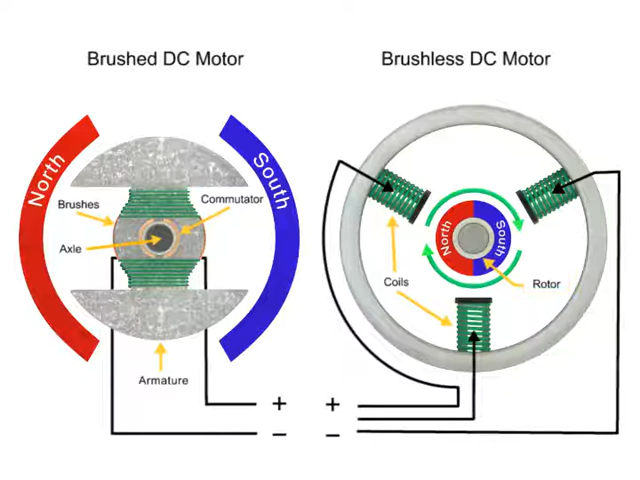 Brushed DC Motor
Brushless DC Motor
North
South
Brushes
Commutator
Axle
Armature
+
−
North
South
Coils
Rotor
+
−